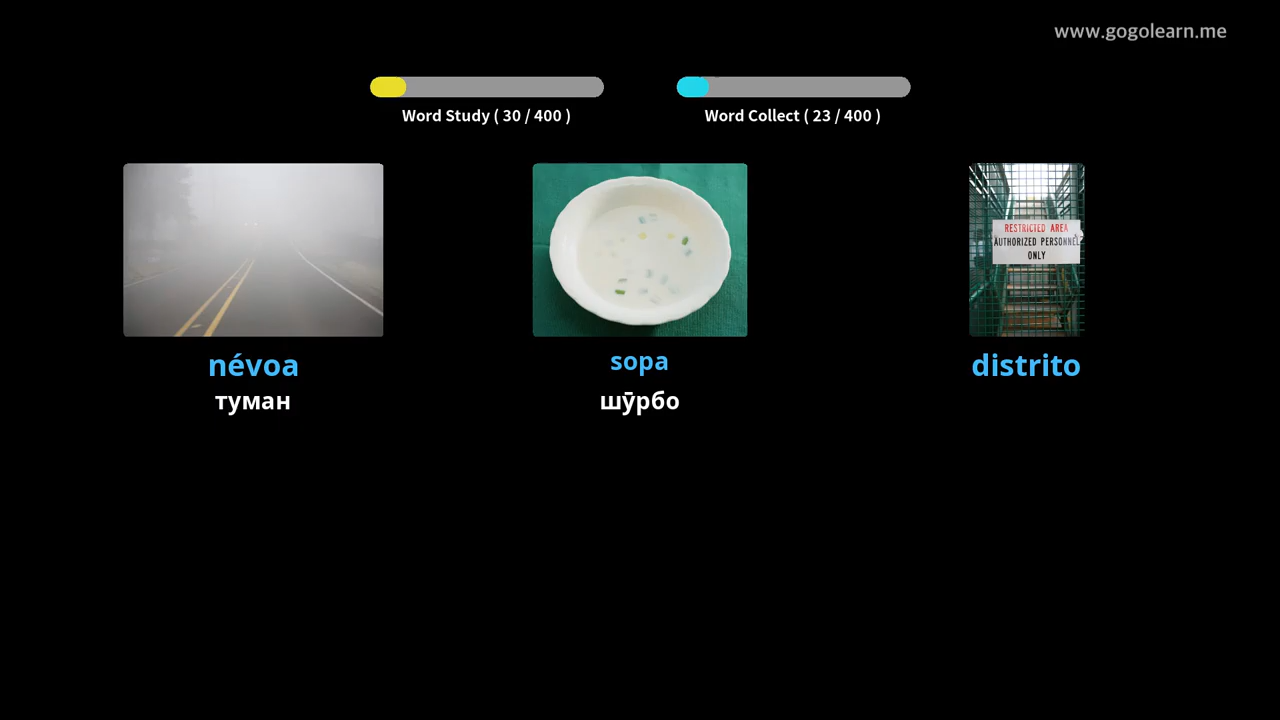 www.gogolearn.me
Word Study ( 30 / 400 )
Word Collect ( 23 / 400 )
RESTRICTED AREA
AUTHORIZED PERSONNEL
ONLY
névoa
sopa
distrito
туман
шӯрбо